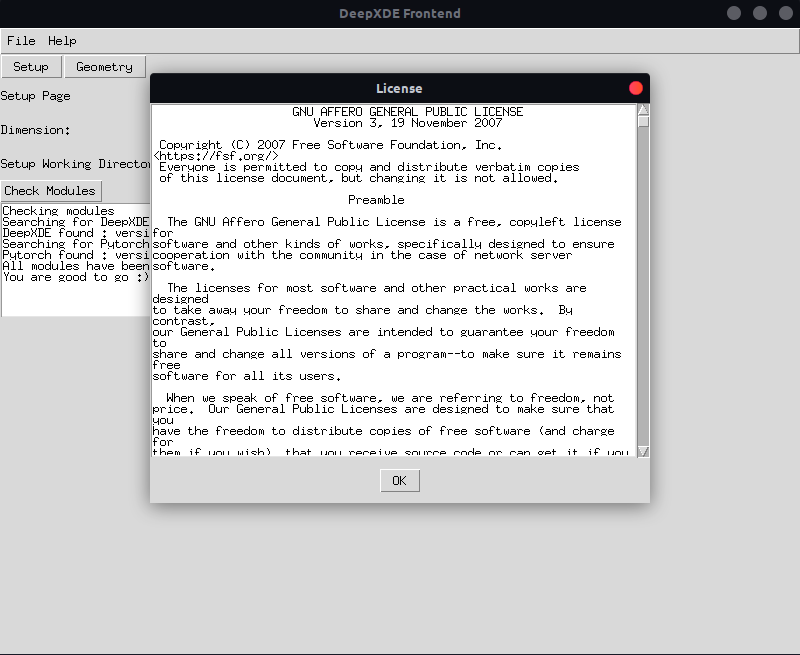 DeepXDE Frontend
File Help
Setup Geometry
Setup Page
Dimension:
Setup Working Directo
Check Modules
Checking modules
Searching for DeepXDE
DeepXDE found : versi
Searching for Pytorch
Pytorch found : versi
All modules have been
You are good to go :)
License
GNU AFFERO GENERAL PUBLIC LICENSE
Version 3, 19 November 2007
Copyright (C) 2007 Free Software Foundation, Inc.
<https://fsf.org/>
Everyone is permitted to copy and distribute verbatim copies
of this license document, but changing it is not allowed.
Preamble
The GNU Affero General Public License is a free, copyleft license
for
software and other kinds of works, specifically designed to ensure
cooperation with the community in the case of network server
software.
The licenses for most software and other practical works are
designed
to take away your freedom to share and change the works.  By
contrast,
our General Public Licenses are intended to guarantee your freedom
to
share and change all versions of a program--to make sure it remains
free
software for all its users.
When we speak of free software, we are referring to freedom, not
price.  Our General Public Licenses are designed to make sure that
you
have the freedom to distribute copies of free software (and charge
for
them if you wish), that you receive source code or can get it if you
OK